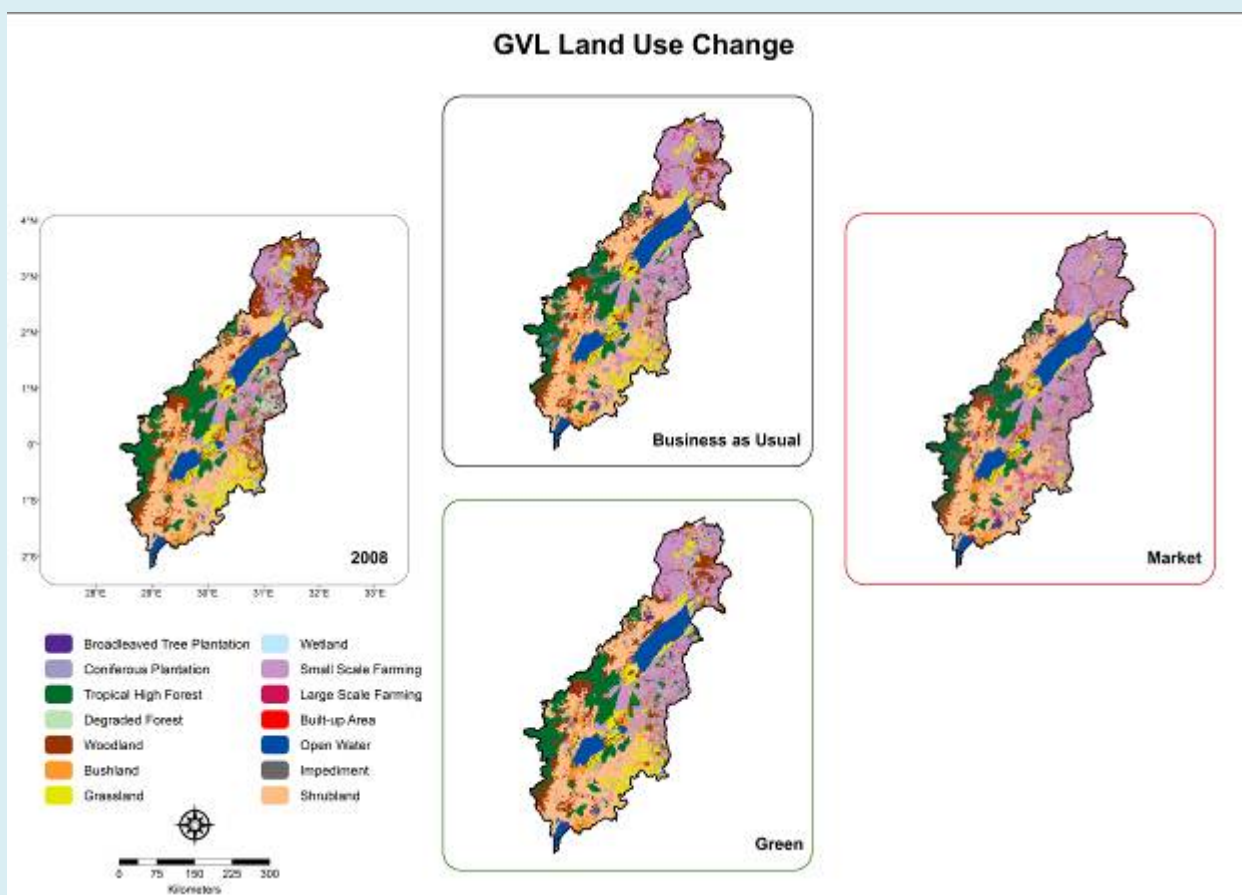 GVL Land Use Change
Business as Usual
4°N
3°N
2°N
1°N
0°
1°S
2°S
2008
28°E 29°E 30°E 31°E 32°E 33°E
Market
Green
Broadleaved Tree Plantation
Coniferous Plantation
Tropical High Forest
Degraded Forest
Woodland
Bushland
Grassland
Wetland
Small Scale Farming
Large Scale Farming
Built-up Area
Open Water
Impediment
Shrubland
0 75 150 225 300
Kilometers